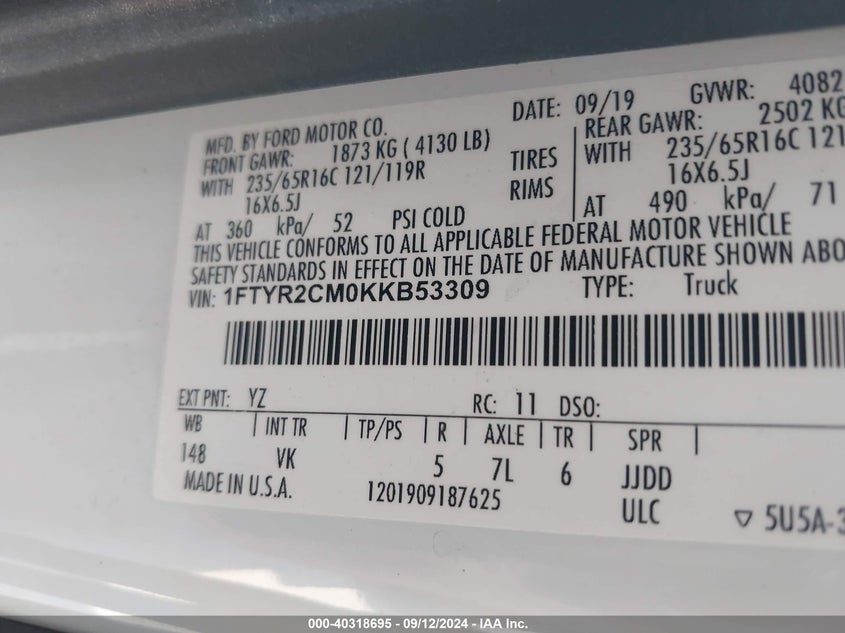 MFD. BY FORD MOTOR CO. DATE: 09/19 GVWR: 4082
FRONT GAWR: 1873 KG ( 4130 LB) REAR GAWR: 2502 KG
WITH 235/65R16C 121/119R TIRES WITH 235/65R16C 121
16X6.5J RIMS 16X6.5J
AT 360 kPa/ 52 PSI COLD AT 490 kPa/ 71
THIS VEHICLE CONFORMS TO ALL APPLICABLE FEDERAL MOTOR VEHICLE
SAFETY STANDARDS IN EFFECT ON THE DATE OF MANUFACTURE SHOWN ABO
VIN: 1FTYR2CM0KKB53309 TYPE: Truck
EXT PNT: YZ RC: 11 DSO:
WB INT TR TP/PS R AXLE TR SPR
148 VK 5 7L 6 JJDD
MADE IN U.S.A. 1201909187625 ULC ▽ 5U5A-3
000-40318695 - 09/12/2024 - IAA Inc.